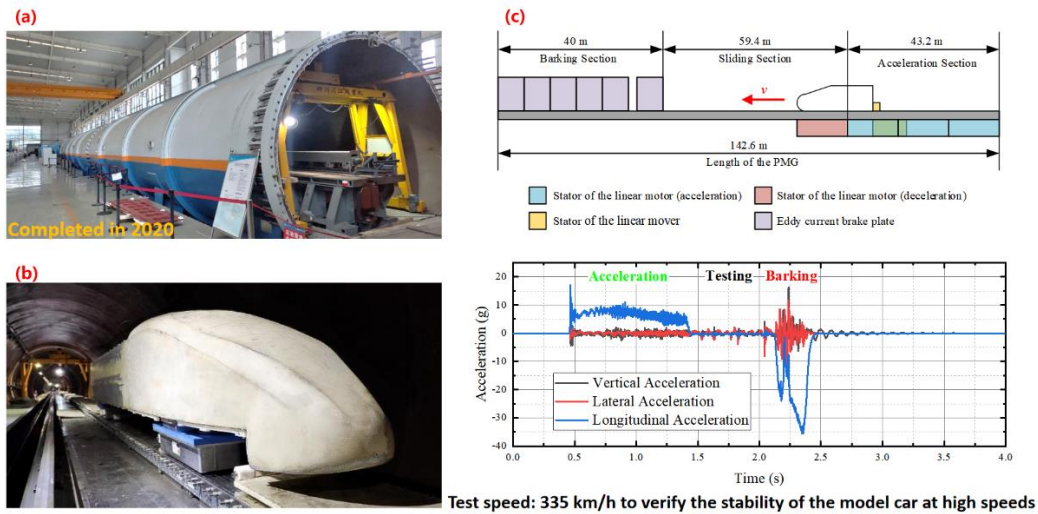 (a)
Completed in 2020
(b)
(c)
40 m
59.4 m
43.2 m
Barking Section
Sliding Section
Acceleration Section
v
142.6 m
Length of the PMG
Stator of the linear motor (acceleration)
Stator of the linear motor (deceleration)
Stator of the linear mover
Eddy current brake plate
Acceleration
Testing
Barking
20
10
0
-10
-20
-30
-40
Acceleration (g)
Vertical Acceleration
Lateral Acceleration
Longitudinal Acceleration
0.0 0.5 1.0 1.5 2.0 2.5 3.0 3.5 4.0
Time (s)
Test speed: 335 km/h to verify the stability of the model car at high speeds